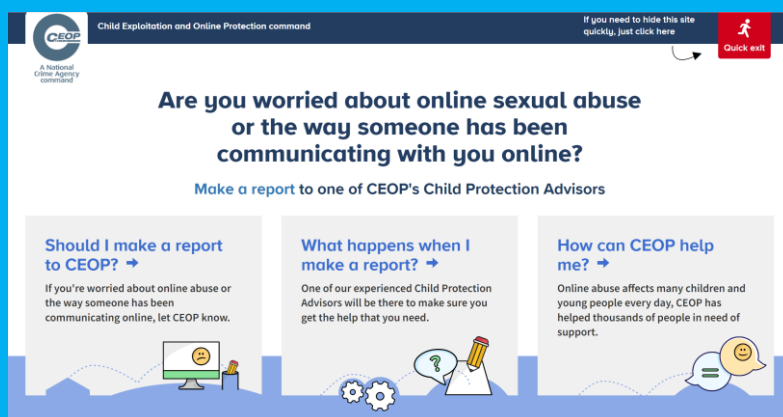 CEOP
A National
Crime Agency
command
Child Exploitation and Online Protection command
If you need to hide this site
quickly, just click here
Quick exit
Are you worried about online sexual abuse
or the way someone has been
communicating with you online?
Make a report to one of CEOP's Child Protection Advisors
Should I make a report
to CEOP? ➜
If you're worried about online abuse or
the way someone has been
communicating online, let CEOP know.
What happens when I
make a report? ➜
One of our experienced Child Protection
Advisors will be there to make sure you
get the help that you need.
How can CEOP help
me? ➜
Online abuse affects many children and
young people every day, CEOP has
helped thousands of people in need of
support.
?